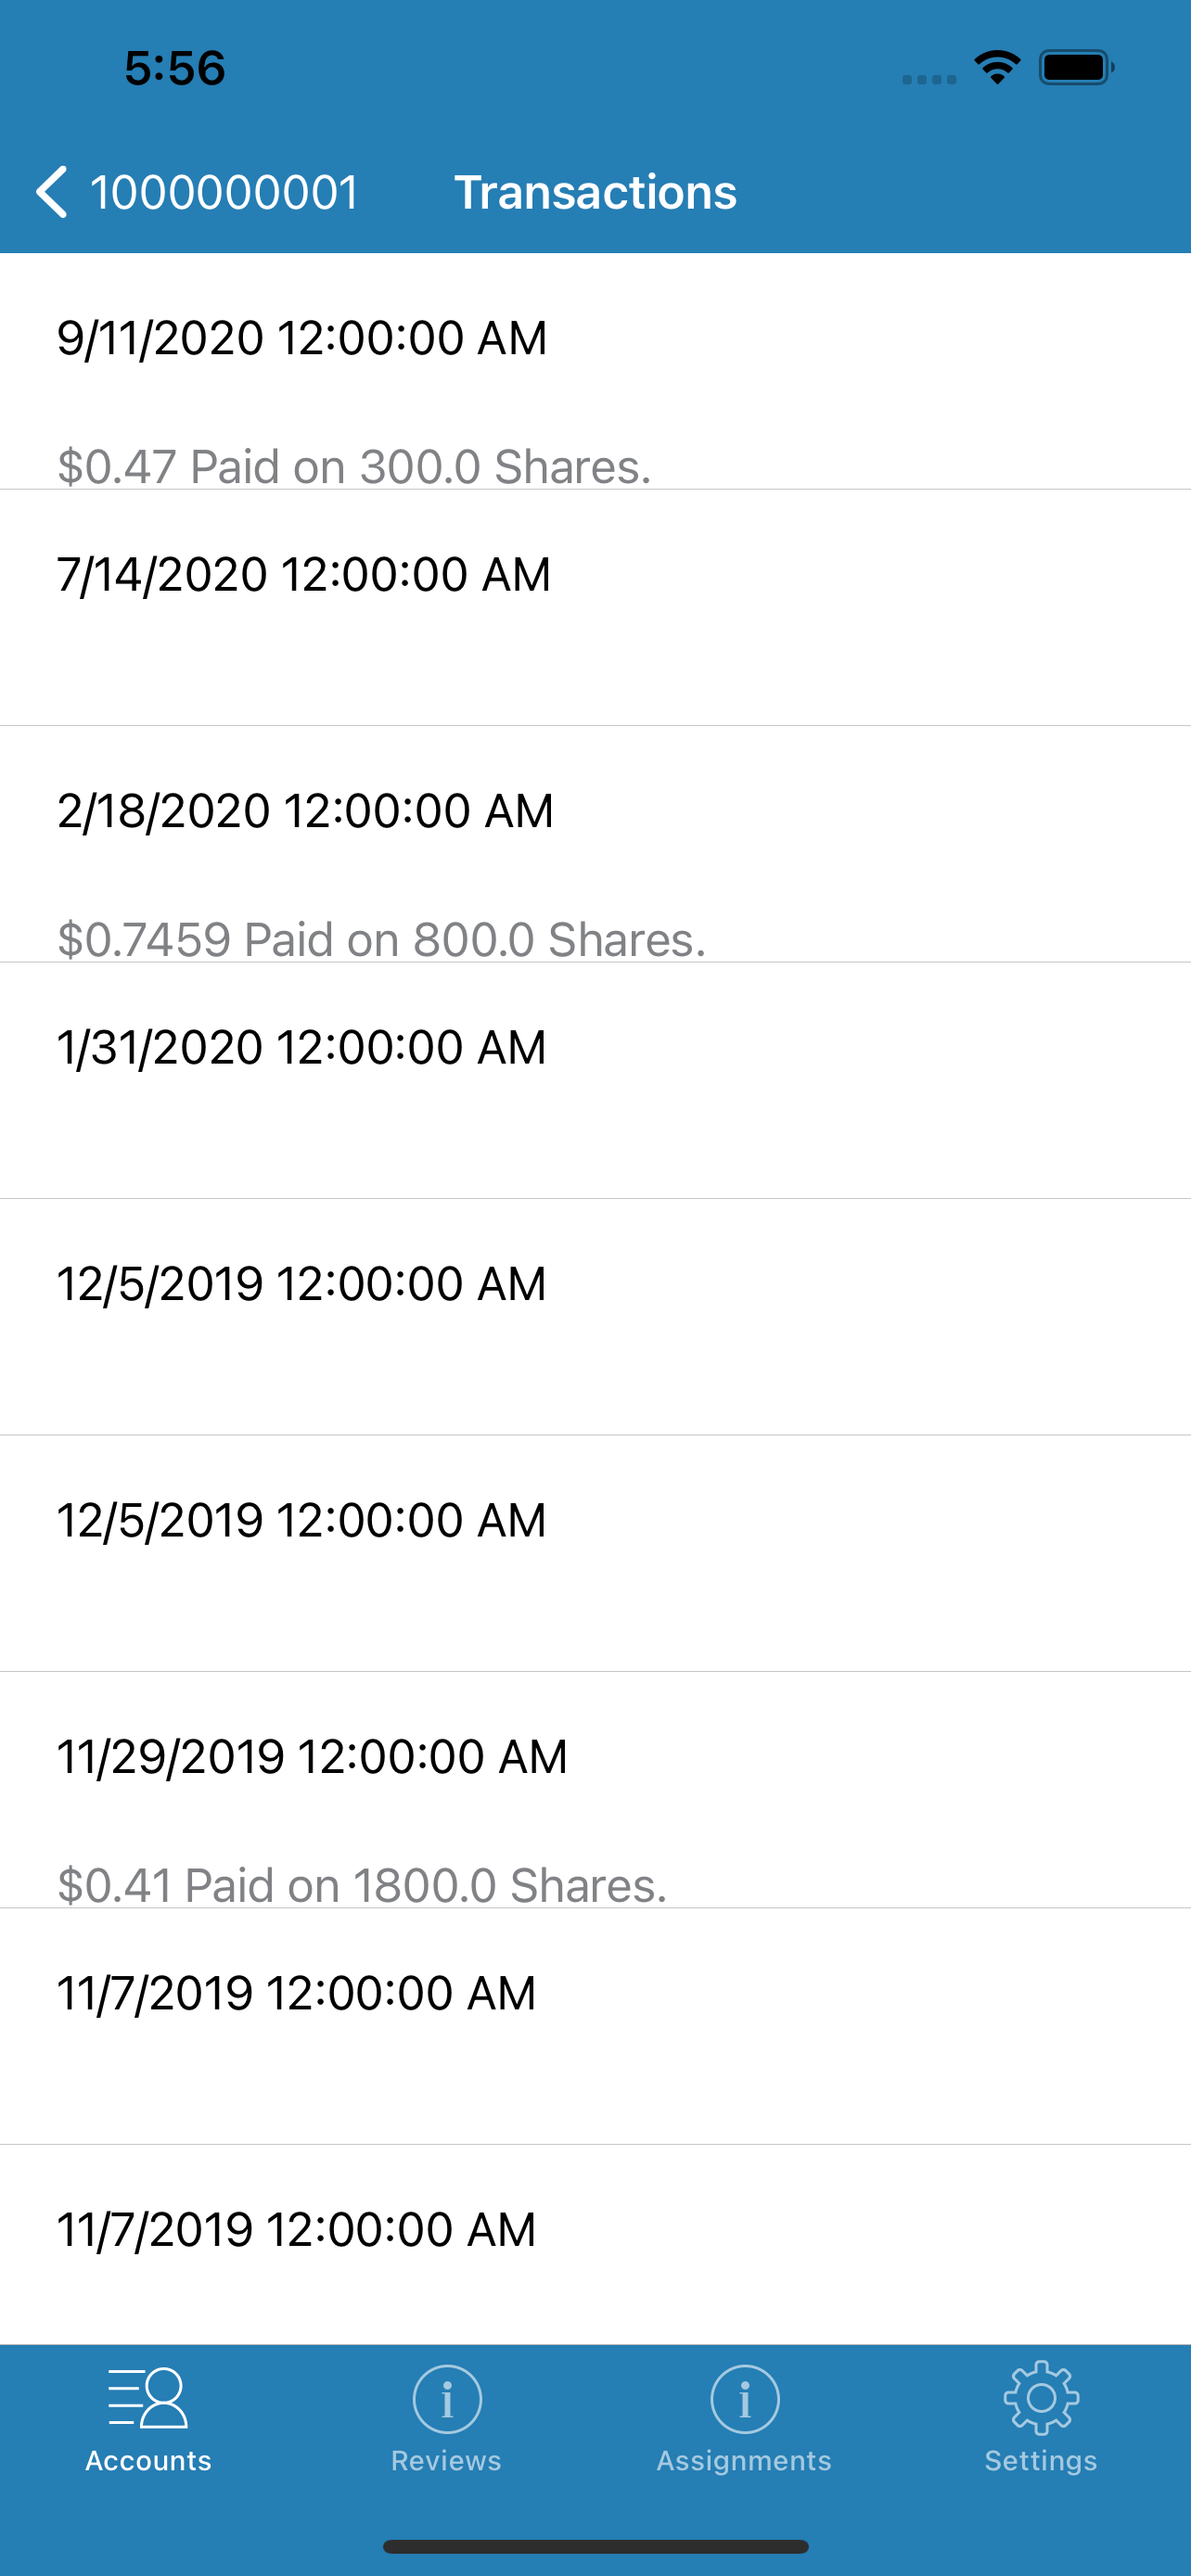 5:56
1000000001 Transactions
9/11/2020 12:00:00 AM
$0.47 Paid on 300.0 Shares.
7/14/2020 12:00:00 AM
2/18/2020 12:00:00 AM
$0.7459 Paid on 800.0 Shares.
1/31/2020 12:00:00 AM
12/5/2019 12:00:00 AM
12/5/2019 12:00:00 AM
11/29/2019 12:00:00 AM
$0.41 Paid on 1800.0 Shares.
11/7/2019 12:00:00 AM
11/7/2019 12:00:00 AM
Accounts Reviews Assignments Settings